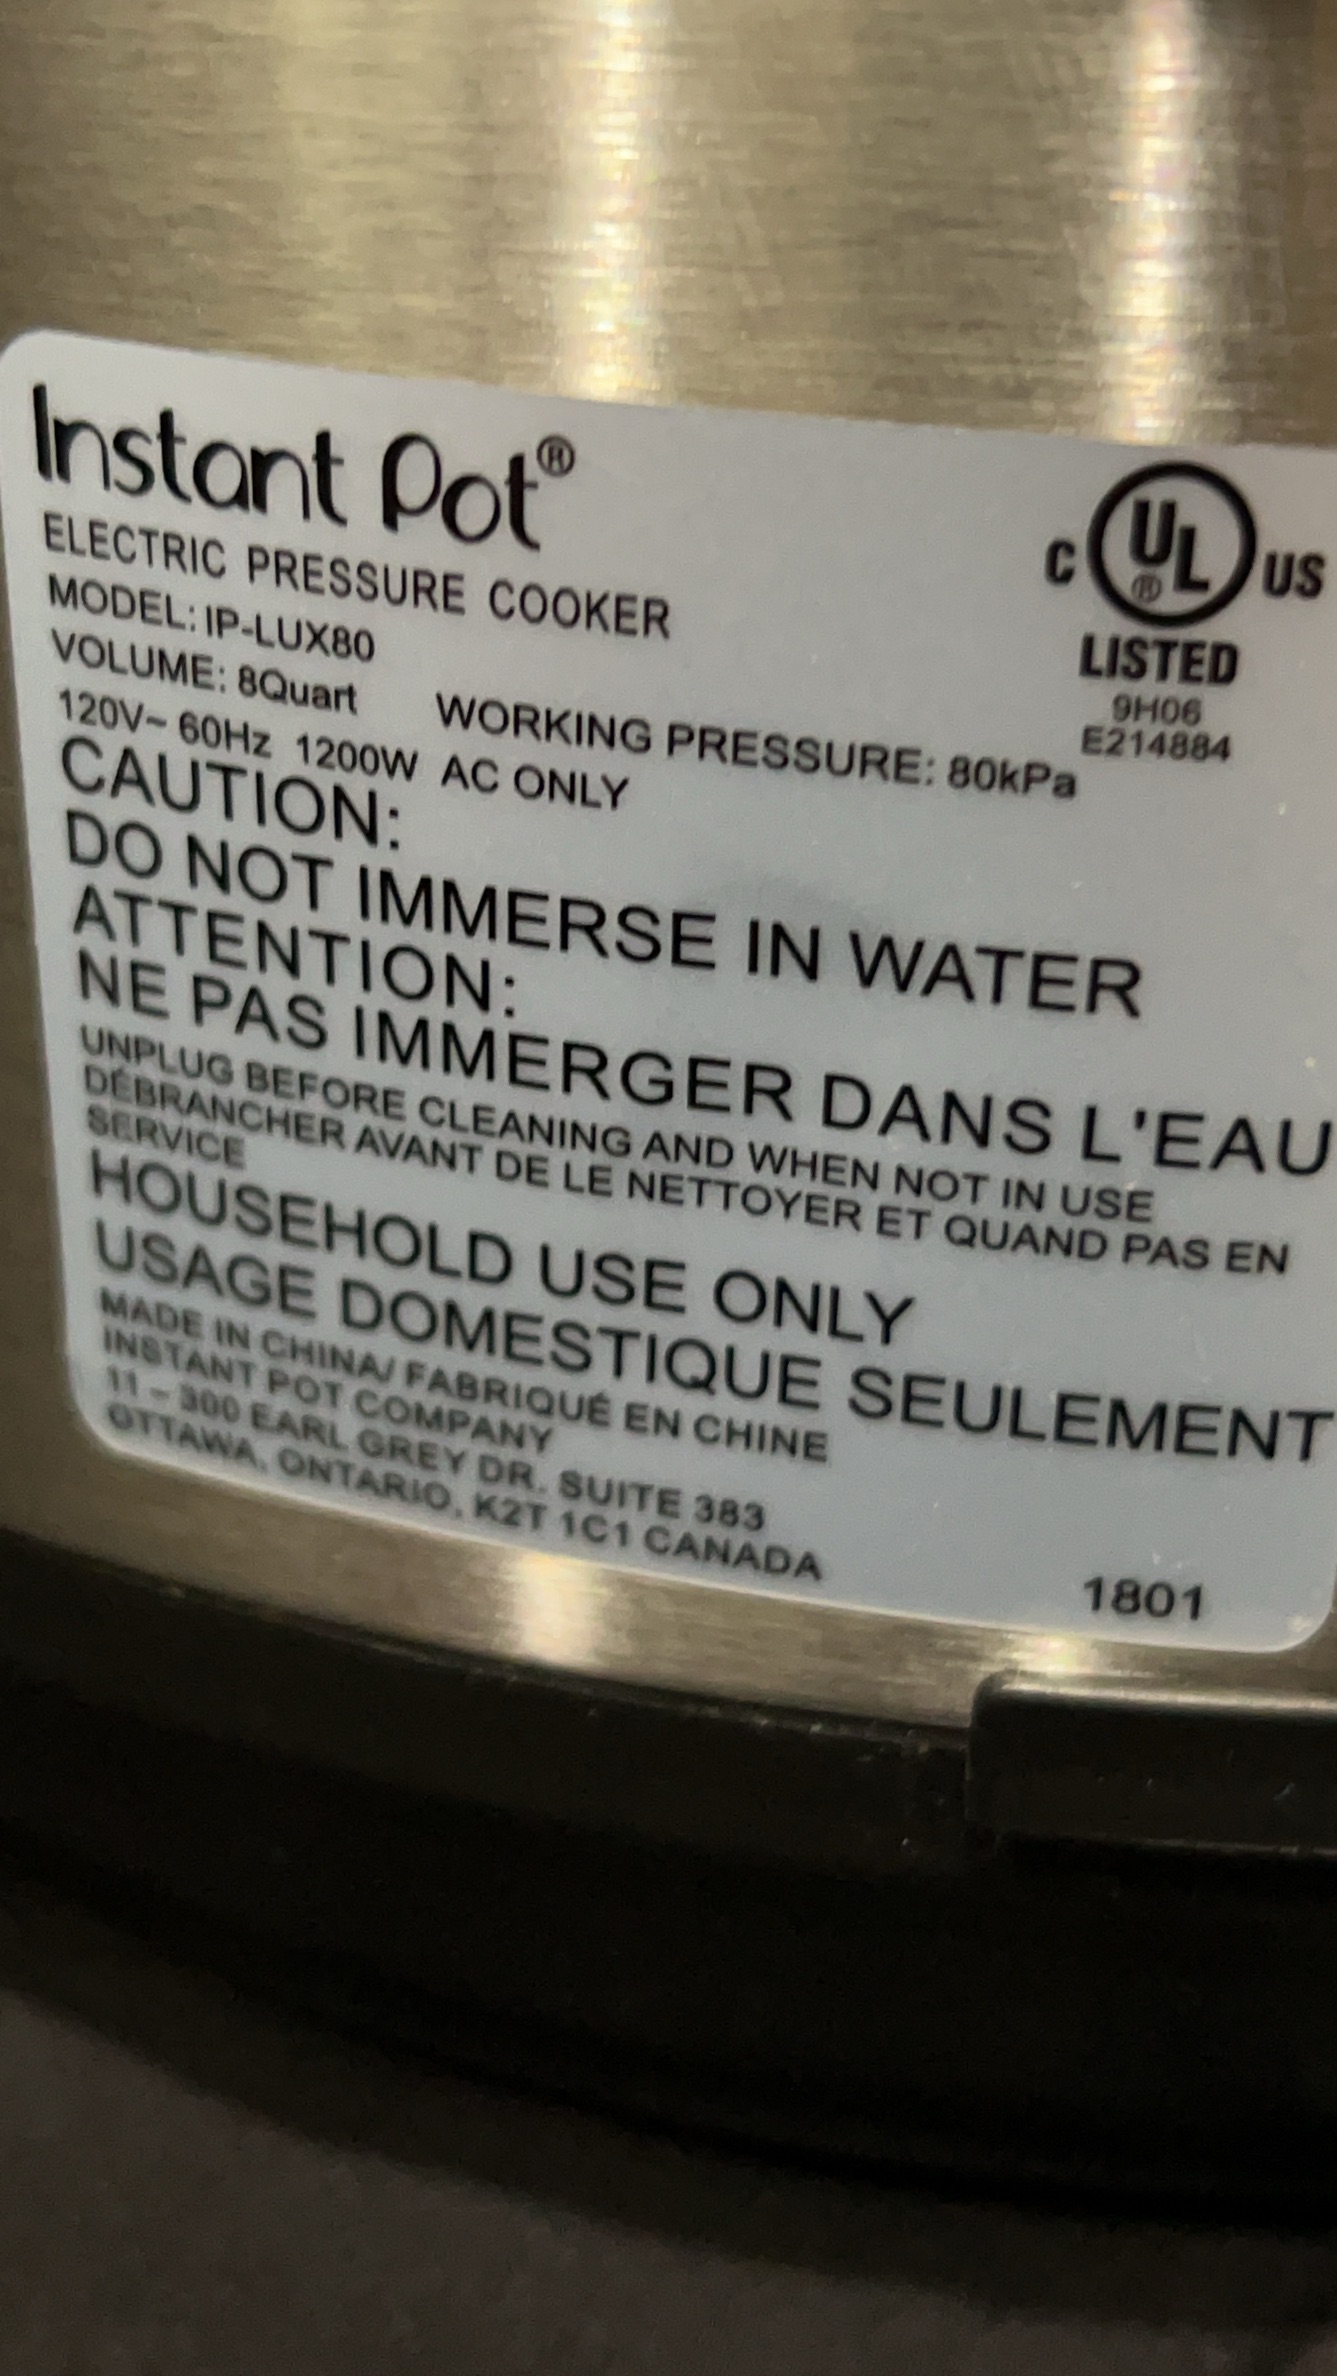 Instant Pot®
ELECTRIC PRESSURE COOKER
MODEL: IP-LUX80
VOLUME: 8Quart WORKING PRESSURE: 80kPa
120V~ 60Hz 1200W AC ONLY
C UL® US
LISTED
9H06
E214884
CAUTION:
DO NOT IMMERSE IN WATER
ATTENTION:
NE PAS IMMERGER DANS L'EAU
UNPLUG BEFORE CLEANING AND WHEN NOT IN USE
DÉBRANCHER AVANT DE LE NETTOYER ET QUAND PAS EN
SERVICE
HOUSEHOLD USE ONLY
USAGE DOMESTIQUE SEULEMENT
MADE IN CHINA/ FABRIQUÉ EN CHINE
INSTANT POT COMPANY
11 - 300 EARL GREY DR. SUITE 383
OTTAWA, ONTARIO, K2T 1C1 CANADA
1801